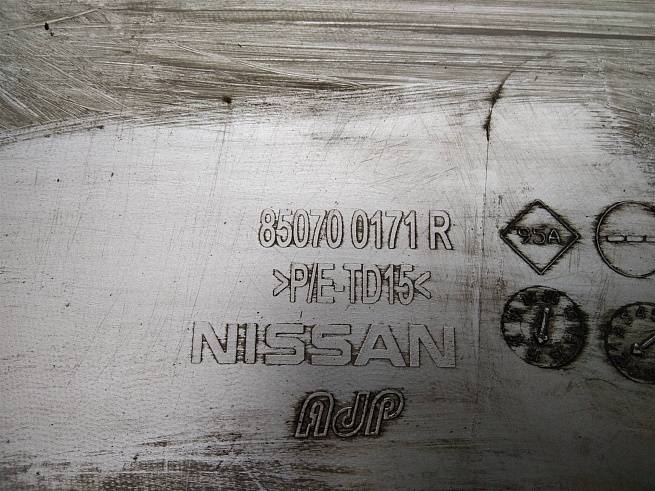 85070 0171 R
95A
>P/E-TD15<
NISSAN
AdP